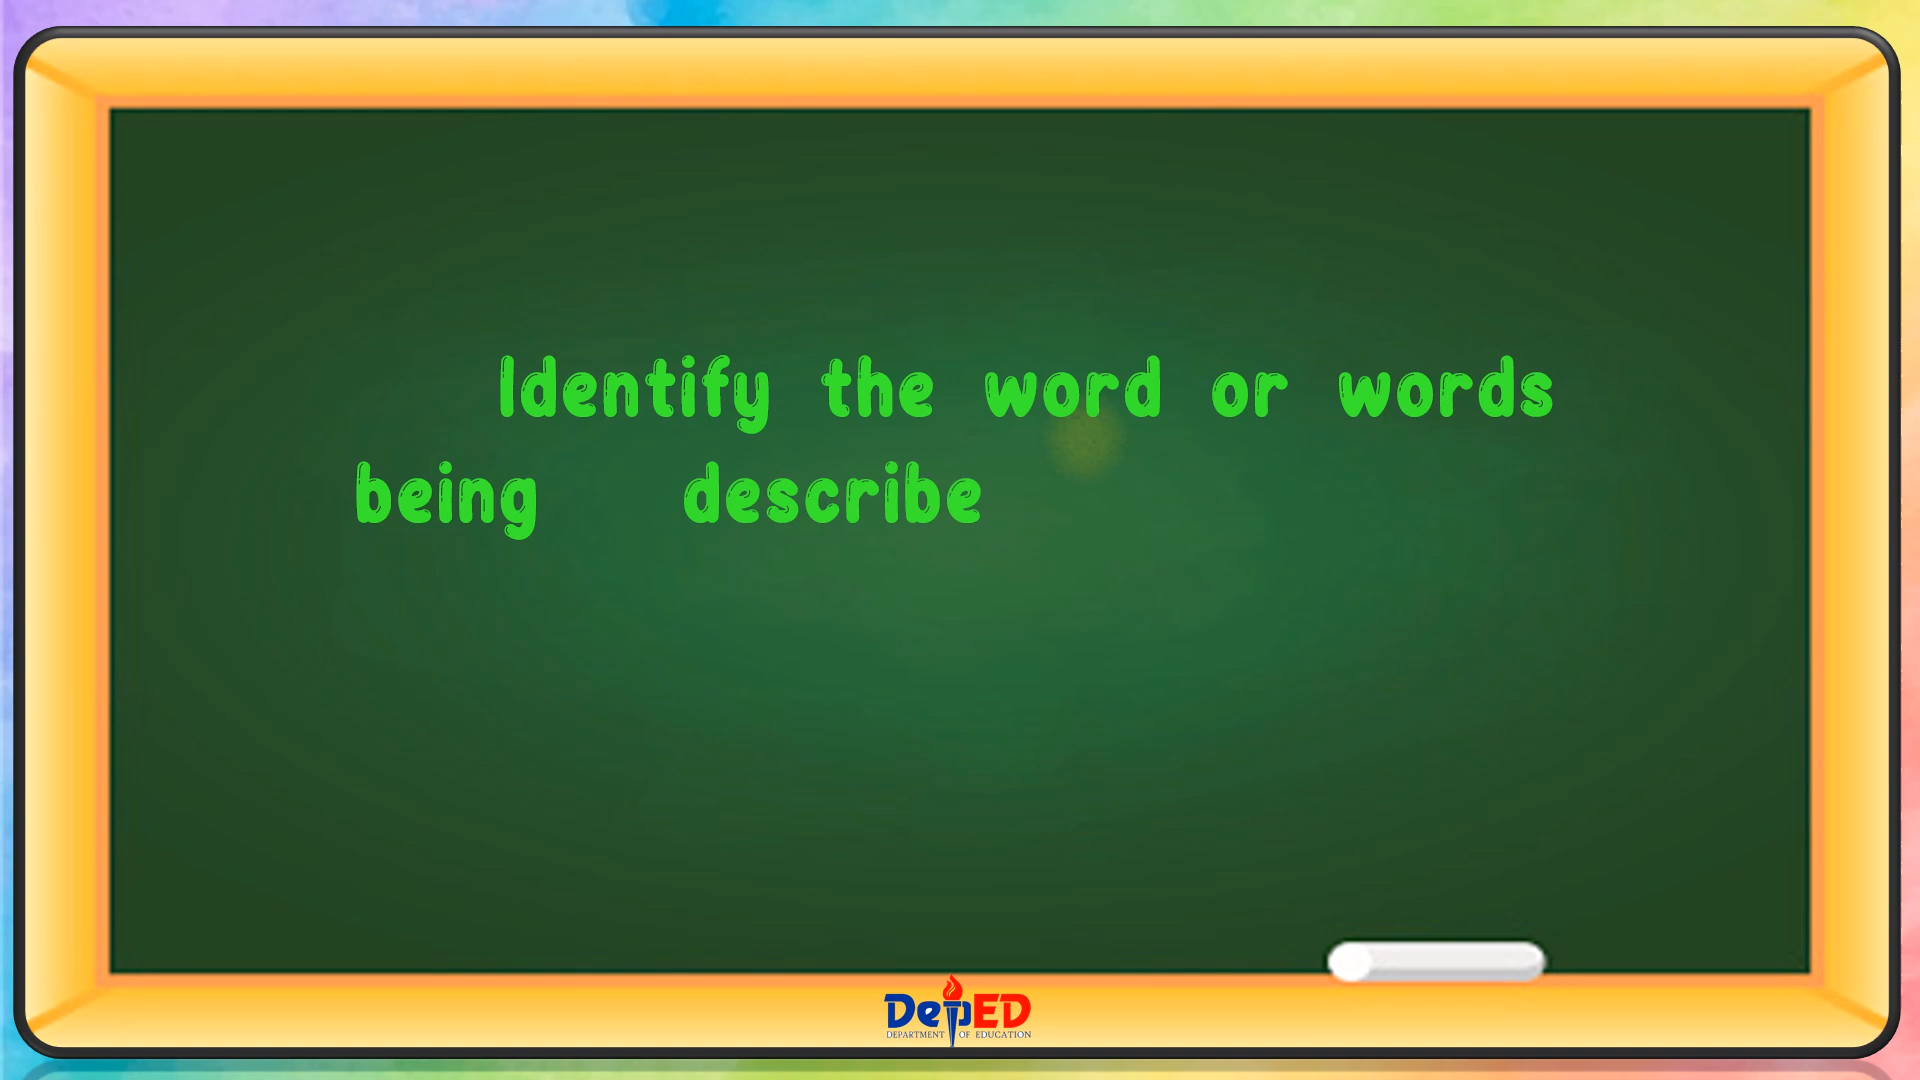 Identify the word or words
being describe
DepED
DEPARTMENT OF EDUCATION